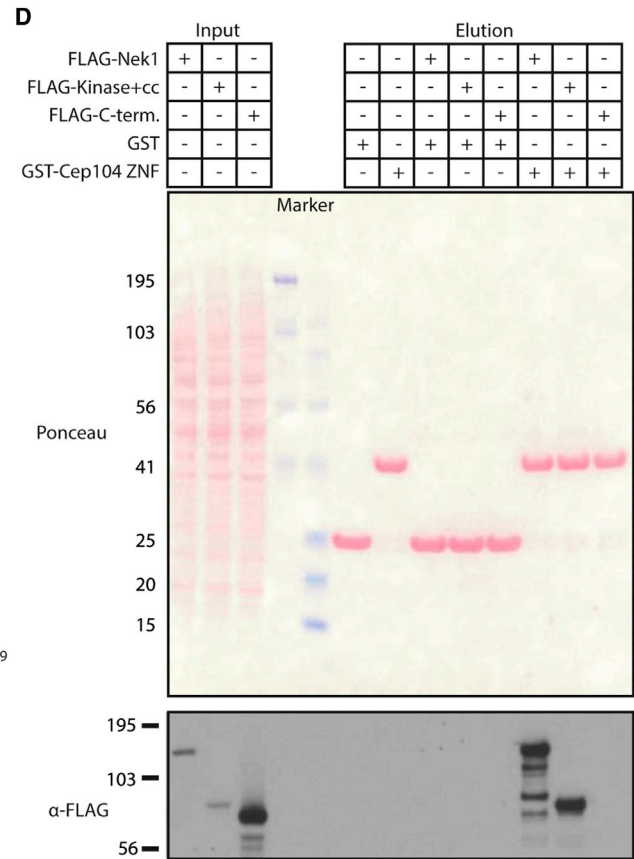 D
Input Elution
FLAG-Nek1 + - - - - + - - + - -
FLAG-Kinase+cc - + - - - - + - - + -
FLAG-C-term. - - + - - - - + - - +
GST - - - + - + + + - - -
GST-Cep104 ZNF - - - - + - - - + + +
Marker
195
103
56
Ponceau
41
25
20
15
9
195
103
α-FLAG
56